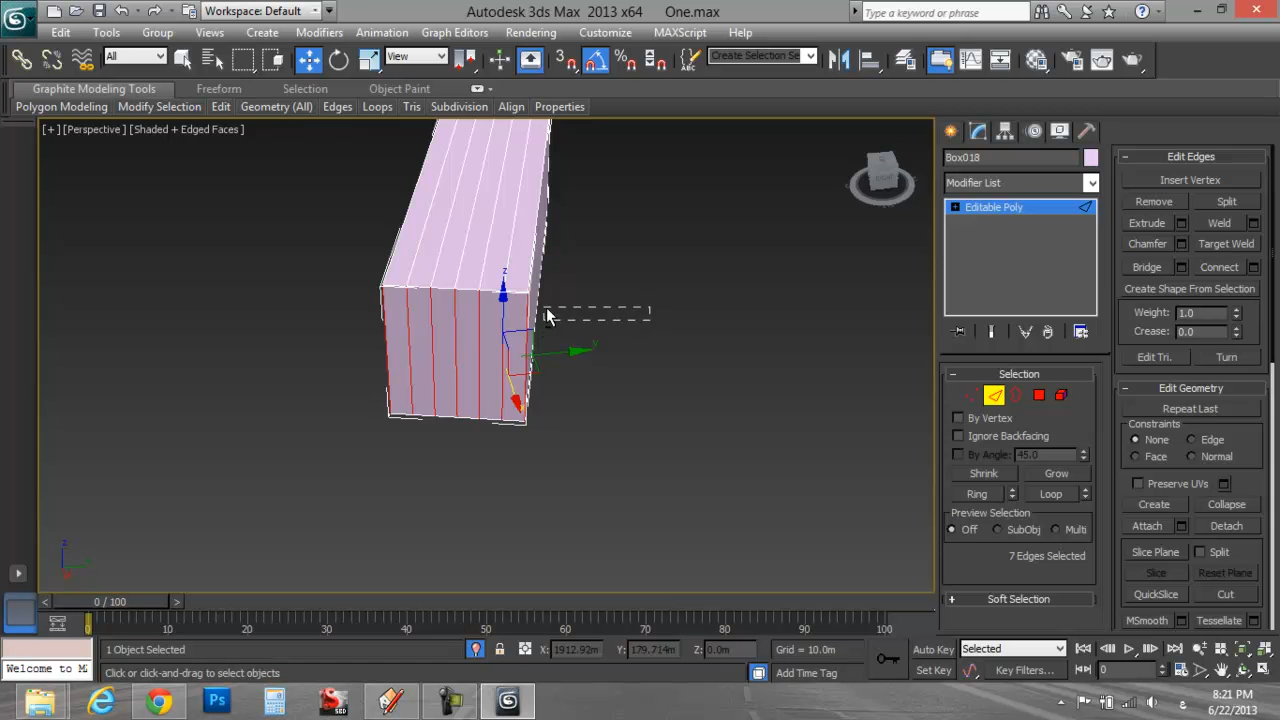 Workspace: Default
Autodesk 3ds Max 2013 x64 One.max
Type a keyword or phrase
Edit Tools Group Views Create Modifiers Animation Graph Editors Rendering Customize MAXScript Help
All
View
3
Create Selection Se
Graphite Modeling Tools Freeform Selection Object Paint
Polygon Modeling Modify Selection Edit Geometry (All) Edges Loops Tris Subdivision Align Properties
[+] [Perspective] [Shaded + Edged Faces]
z
y
z
Box018
Modifier List
Editable Poly
Selection
By Vertex
Ignore Backfacing
By Angle: 45.0
Shrink Grow
Ring Loop
Preview Selection
Off SubObj Multi
7 Edges Selected
Soft Selection
Edit Edges
Insert Vertex
Remove Split
Extrude Weld
Chamfer Target Weld
Bridge Connect
Create Shape From Selection
Weight: 1.0
Crease: 0.0
Edit Tri. Turn
Edit Geometry
Repeat Last
Constraints
None Edge
Face Normal
Preserve UVs
Create Collapse
Attach Detach
Slice Plane Split
Slice Reset Plane
QuickSlice Cut
MSmooth Tessellate
0 / 100
0 10 20 30 40 50 60 70 80 90 100
1 Object Selected
X: 1912.92m Y: 179.714m Z: 0.0m
Grid = 10.0m
Auto Key Selected
Welcome to M
Click or click-and-drag to select objects
Add Time Tag
Set Key Key Filters...
0
Ps
8:21 PM
6/22/2013